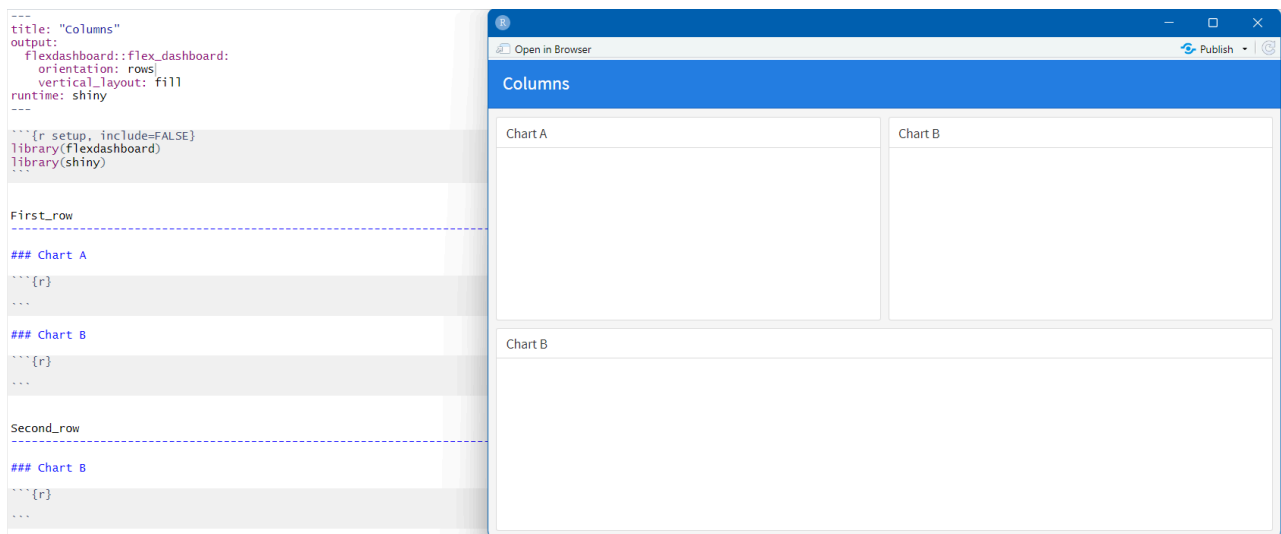 ---
title: "Columns"
output:
  flexdashboard::flex_dashboard:
    orientation: rows
    vertical_layout: fill
runtime: shiny
---
```{r setup, include=FALSE}
library(flexdashboard)
library(shiny)
```
First_row
-----------------------------------------------------------------------
### Chart A
```{r}
```
### Chart B
```{r}
```
Second_row
-----------------------------------------------------------------------
### Chart B
```{r}
```
R
Open in Browser
Publish
Columns
Chart A
Chart B
Chart B